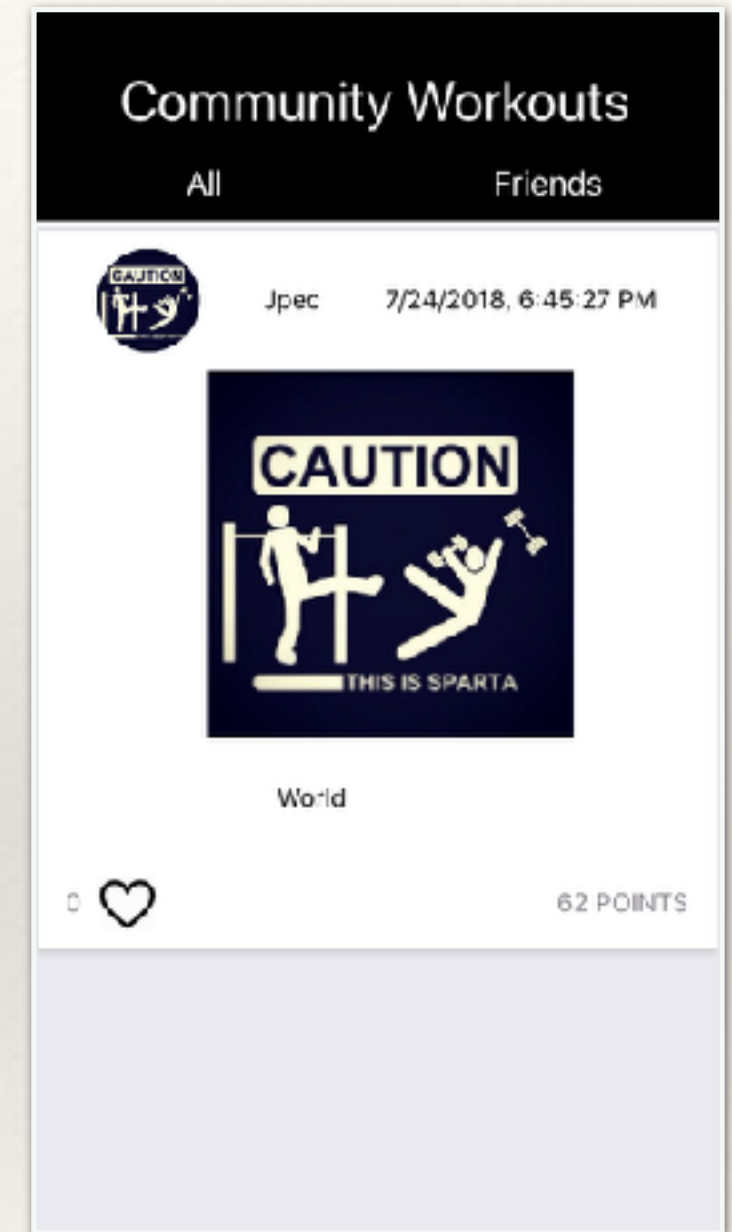 Community Workouts
All Friends
CAUTION
Jpec 7/24/2018, 6:45:27 PM
CAUTION
THIS IS SPARTA
World
0 62 POINTS